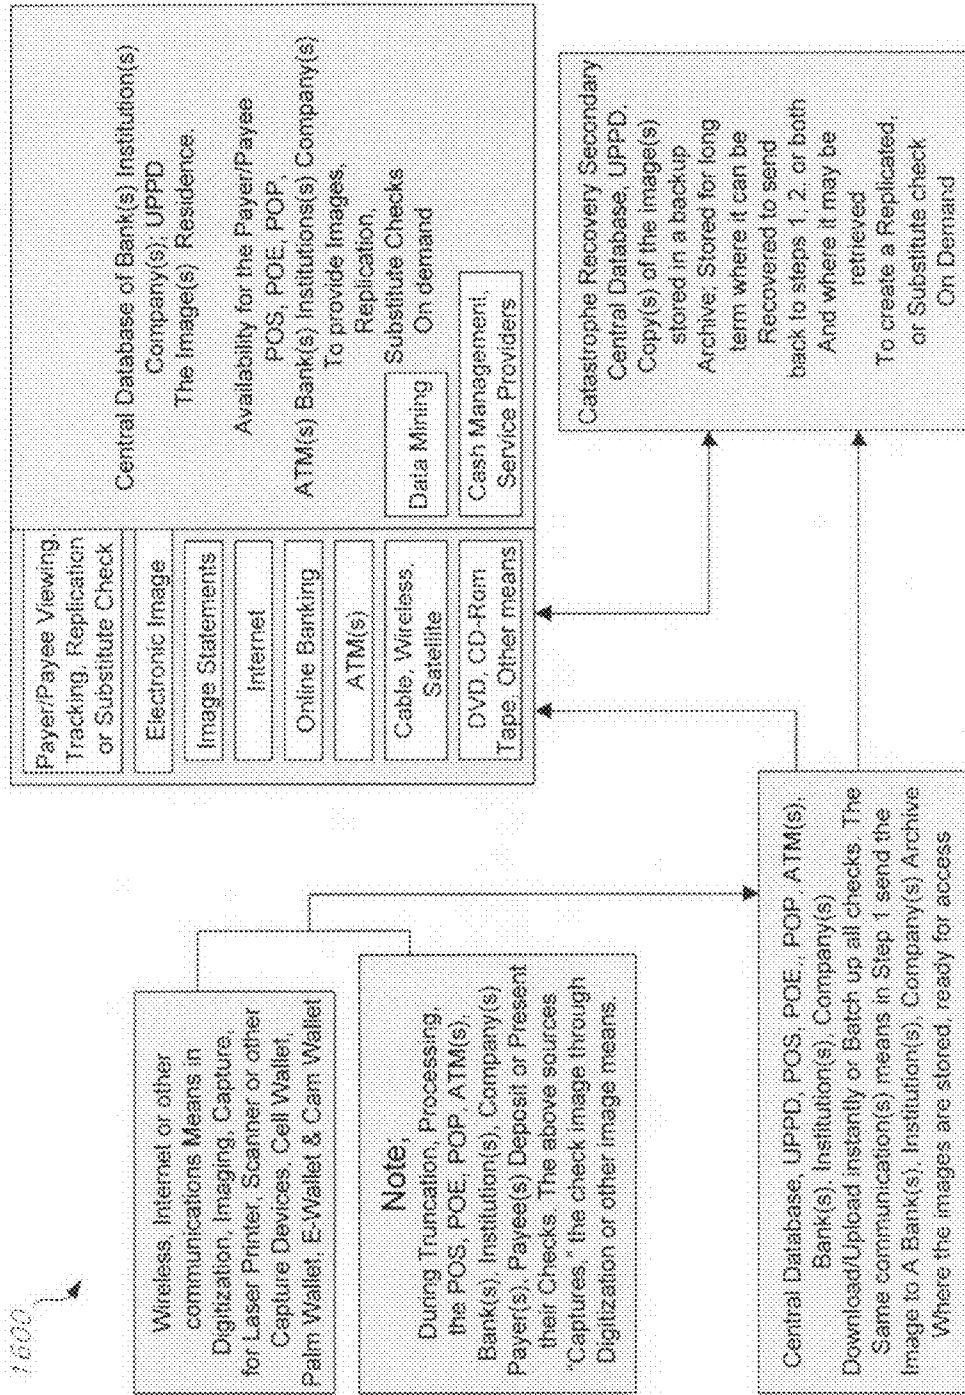 1600
Wireless, Internet or other
communications Means in
Digitization, Imaging, Capture,
for Laser Printer, Scanner or other
Capture Devices, Cell Wallet,
Palm Wallet, E-Wallet & Cam Wallet
Note;
During Truncation, Processing,
the POS, POE, POP, ATM(s),
Bank(s), Institution(s), Company(s)
Payer(s), Payee(s) Deposit or Present
their Checks. The above sources
"Captures," the check image through
Digitization or other image means.
Central Database, UPPD, POS, POE., POP, ATM(s),
Bank(s), Institution(s), Company(s)
Download/Upload instantly or Batch up all checks. The
Same communication(s) means in Step 1 send the
Image to A Bank(s), Institution(s), Company(s) Archive
Where the images are stored, ready for access
Payer/Payee Viewing,
Tracking, Replication
or Substitute Check
Electronic Image
Image Statements
Internet
Online Banking
ATM(s)
Cable, Wireless,
Satellite
DVD, CD-Rom
Tape, Other means
Central Database of Bank(s) Institution(s)
Company(s); UPPD
The Image(s) Residence.
Availability for the Payer/Payee
POS, POE, POP,
ATM(s) Bank(s) Institutions(s) Company(s)
To provide Images,
Replication,
Substitute Checks
On demand
Data Mining
Cash Management,
Service Providers
Catastrophe Recovery Secondary
Central Database, UPPD.
Copy(s) of the image(s)
stored in a backup
Archive; Stored for long
term where it can be
Recovered to send
back to steps 1, 2, or both
And where it may be
retrieved
To create a Replicated,
or Substitute check
On Demand